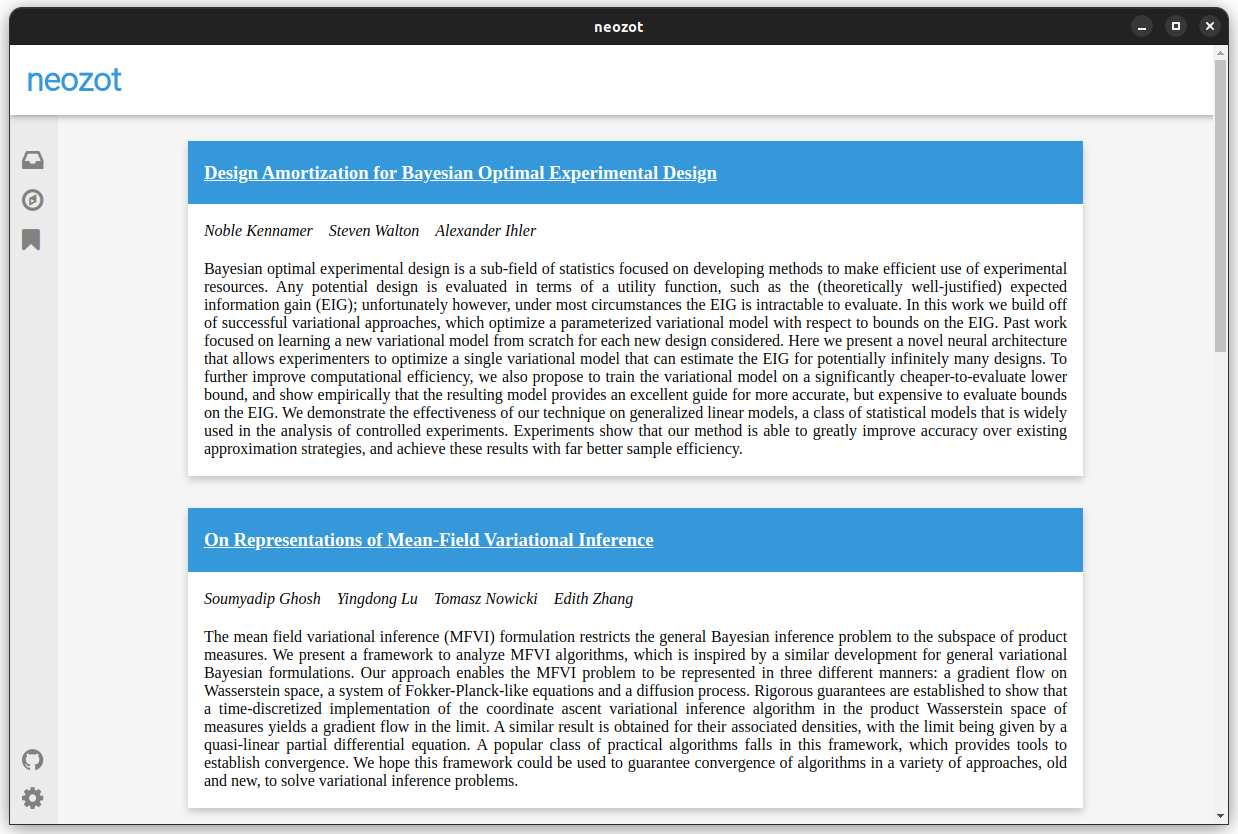 neozot
neozot
Design Amortization for Bayesian Optimal Experimental Design
Noble Kennamer Steven Walton Alexander Ihler
Bayesian optimal experimental design is a sub-field of statistics focused on developing methods to make efficient use of experimental
resources. Any potential design is evaluated in terms of a utility function, such as the (theoretically well-justified) expected
information gain (EIG); unfortunately however, under most circumstances the EIG is intractable to evaluate. In this work we build off
of successful variational approaches, which optimize a parameterized variational model with respect to bounds on the EIG. Past work
focused on learning a new variational model from scratch for each new design considered. Here we present a novel neural architecture
that allows experimenters to optimize a single variational model that can estimate the EIG for potentially infinitely many designs. To
further improve computational efficiency, we also propose to train the variational model on a significantly cheaper-to-evaluate lower
bound, and show empirically that the resulting model provides an excellent guide for more accurate, but expensive to evaluate bounds
on the EIG. We demonstrate the effectiveness of our technique on generalized linear models, a class of statistical models that is widely
used in the analysis of controlled experiments. Experiments show that our method is able to greatly improve accuracy over existing
approximation strategies, and achieve these results with far better sample efficiency.
On Representations of Mean-Field Variational Inference
Soumyadip Ghosh Yingdong Lu Tomasz Nowicki Edith Zhang
The mean field variational inference (MFVI) formulation restricts the general Bayesian inference problem to the subspace of product
measures. We present a framework to analyze MFVI algorithms, which is inspired by a similar development for general variational
Bayesian formulations. Our approach enables the MFVI problem to be represented in three different manners: a gradient flow on
Wasserstein space, a system of Fokker-Planck-like equations and a diffusion process. Rigorous guarantees are established to show that
a time-discretized implementation of the coordinate ascent variational inference algorithm in the product Wasserstein space of
measures yields a gradient flow in the limit. A similar result is obtained for their associated densities, with the limit being given by a
quasi-linear partial differential equation. A popular class of practical algorithms falls in this framework, which provides tools to
establish convergence. We hope this framework could be used to guarantee convergence of algorithms in a variety of approaches, old
and new, to solve variational inference problems.